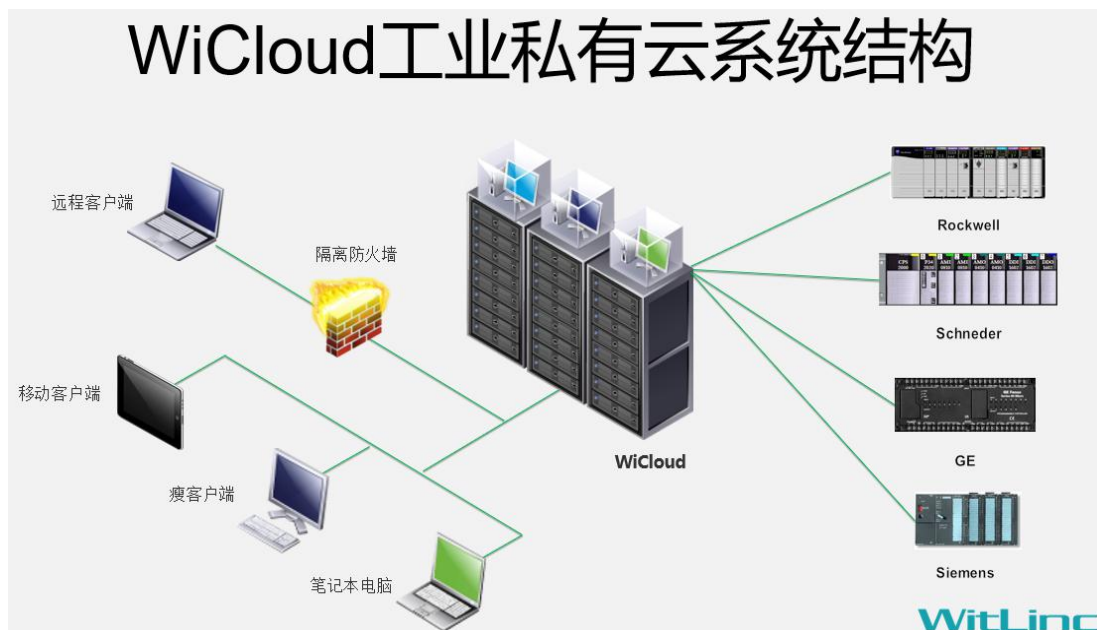 WiCloud工业私有云系统结构
远程客户端
隔离防火墙
移动客户端
瘦客户端
笔记本电脑
WiCloud
Rockwell
Schneder
GE
Siemens
WitLinc